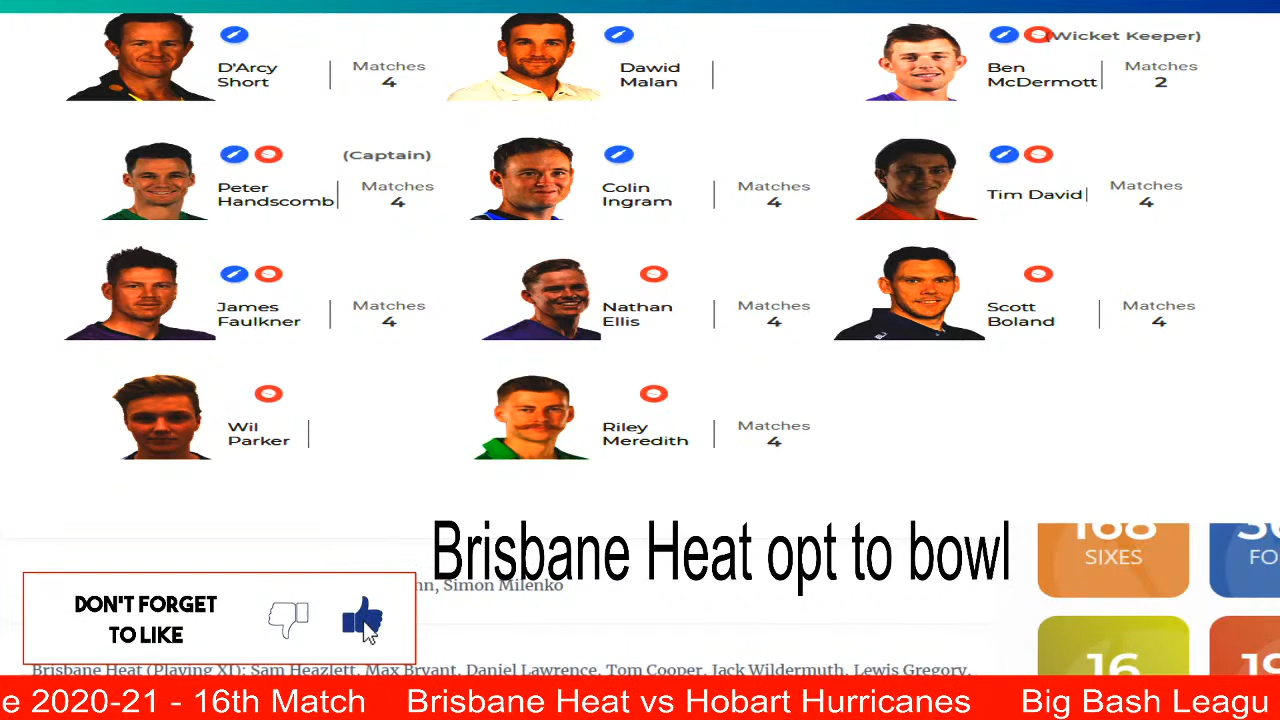 D'Arcy
Short
Matches
4
Dawid
Malan
(Wicket Keeper)
Ben
McDermott
Matches
2
(Captain)
Peter
Handscomb
Matches
4
Colin
Ingram
Matches
4
Tim David
Matches
4
James
Faulkner
Matches
4
Nathan
Ellis
Matches
4
Scott
Boland
Matches
4
Wil
Parker
Riley
Meredith
Matches
4
Brisbane Heat opt to bowl
168
SIXES
FO
nn, Simon Milenko
DON'T FORGET
TO LIKE
16
Brisbane Heat (Playing XI): Sam Heazlett, Max Bryant, Daniel Lawrence, Tom Cooper, Jack Wildermuth, Lewis Gregory,
e 2020-21 - 16th Match Brisbane Heat vs Hobart Hurricanes Big Bash Leagu